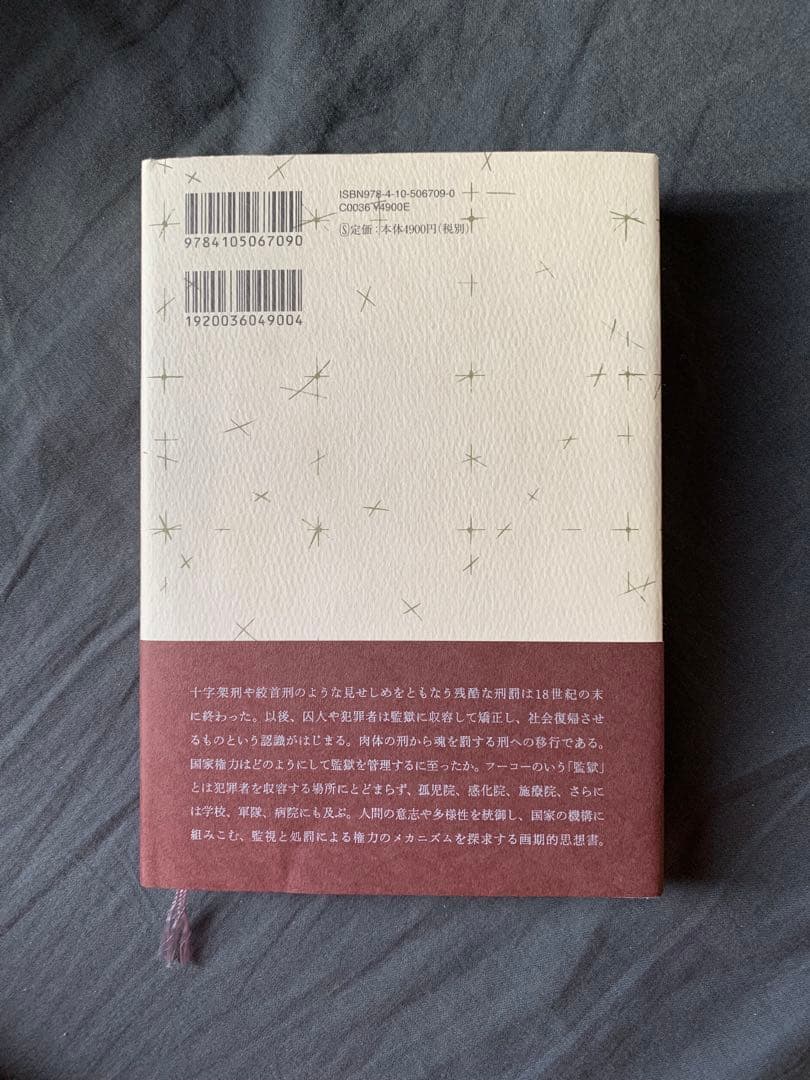 ISBN978-4-10-506709-0
C0036 ¥4900E
Ⓢ定価:本体4900円(税別)
9784105067090
1920036049004
十字架刑や絞首刑のような見せしめをともなう残酷な刑罰は18世紀の末
に終わった。以後、囚人や犯罪者は監獄に収容して矯正し、社会復帰させ
るものという認識がはじまる。肉体の刑から魂を罰する刑への移行である。
国家権力はどのようにして監獄を管理するに至ったか。フーコーのいう「監獄」
とは犯罪者を収容する場所にとどまらず、孤児院、感化院、施療院、さらに
は学校、軍隊、病院にも及ぶ。人間の意志や多様性を統御し、国家の機構に
組みこむ、監視と処罰による権力のメカニズムを探求する画期的思想書。